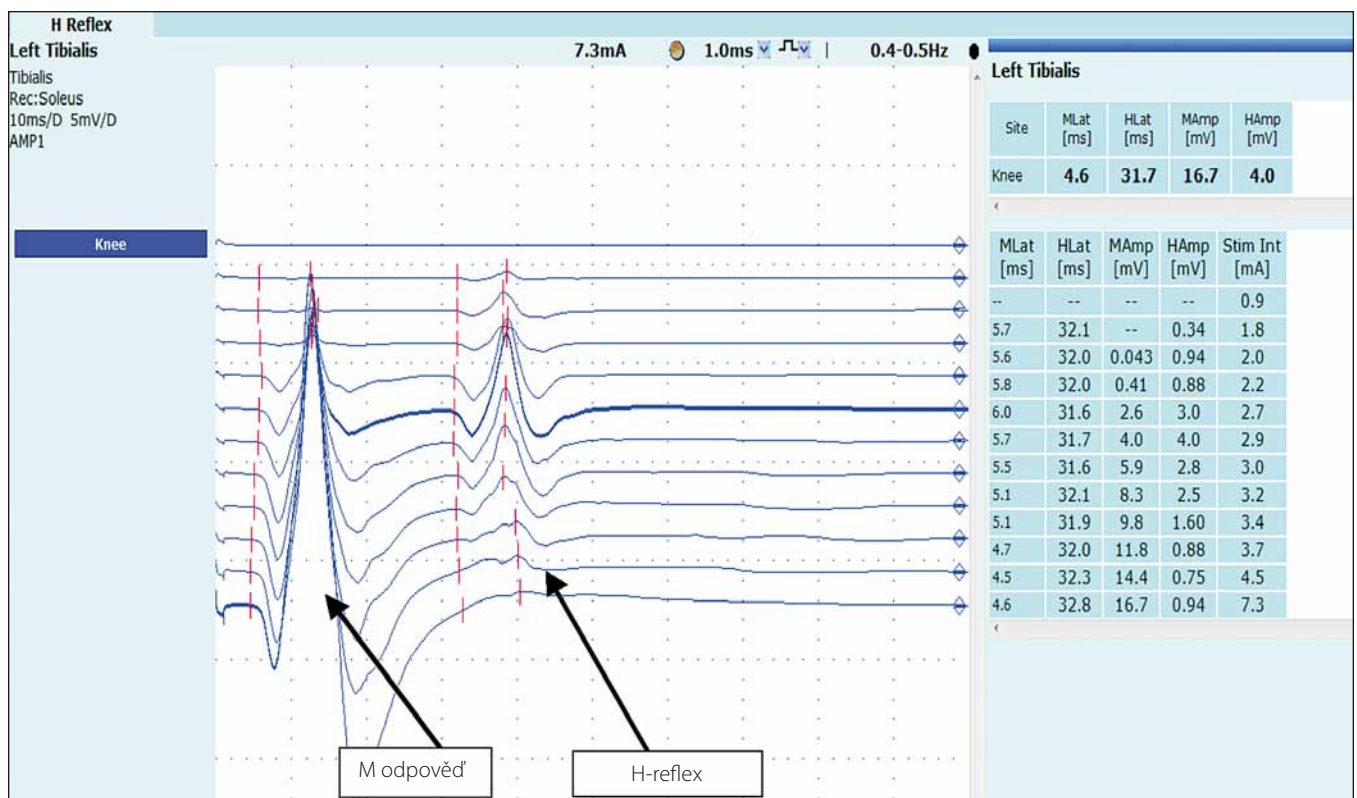 H Reflex
Left Tibialis
7.3mA 1.0ms | 0.4-0.5Hz
Tibialis
Rec:Soleus
10ms/D 5mV/D
AMP1
Knee
M odpověď
H-reflex
Left Tibialis
Site MLat [ms] HLat [ms] MAmp [mV] HAmp [mV]
Knee 4.6 31.7 16.7 4.0
MLat [ms] HLat [ms] MAmp [mV] HAmp [mV] Stim Int [mA]
-- -- -- -- 0.9
5.7 32.1 -- 0.34 1.8
5.6 32.0 0.043 0.94 2.0
5.8 32.0 0.41 0.88 2.2
6.0 31.6 2.6 3.0 2.7
5.7 31.7 4.0 4.0 2.9
5.5 31.6 5.9 2.8 3.0
5.1 32.1 8.3 2.5 3.2
5.1 31.9 9.8 1.60 3.4
4.7 32.0 11.8 0.88 3.7
4.5 32.3 14.4 0.75 4.5
4.6 32.8 16.7 0.94 7.3